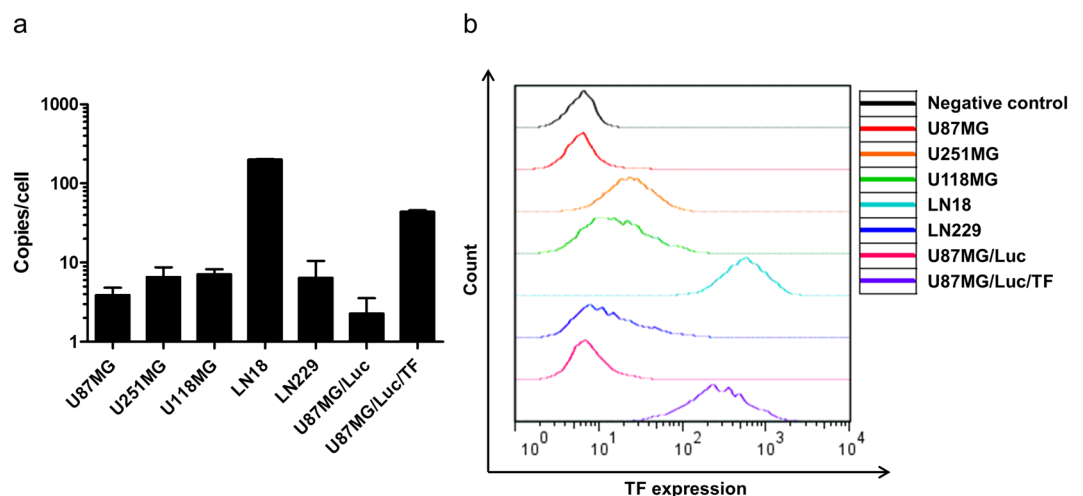 a
Copies/cell
1000
100
10
1
U87MG
U251MG
U118MG
LN18
LN229
U87MG/Luc
U87MG/Luc/TF
b
Count
10^0
10^1
10^2
10^3
10^4
TF expression
Negative control
U87MG
U251MG
U118MG
LN18
LN229
U87MG/Luc
U87MG/Luc/TF